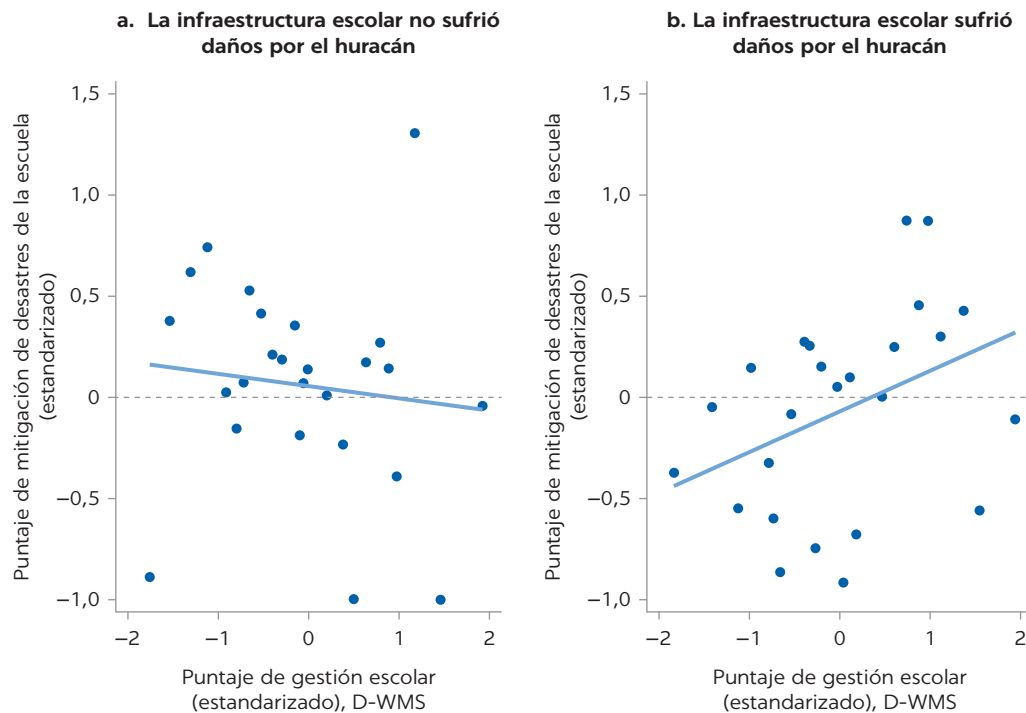 a. La infraestructura escolar no sufrió
daños por el huracán
Puntaje de mitigación de desastres de la escuela
(estandarizado)
1,5
1,0
0,5
0
−0,5
−1,0
−2
−1
0
1
2
Puntaje de gestión escolar
(estandarizado), D-WMS
b. La infraestructura escolar sufrió
daños por el huracán
Puntaje de mitigación de desastres de la escuela
(estandarizado)
1,5
1,0
0,5
0
−0,5
−1,0
−2
−1
0
1
2
Puntaje de gestión escolar
(estandarizado), D-WMS